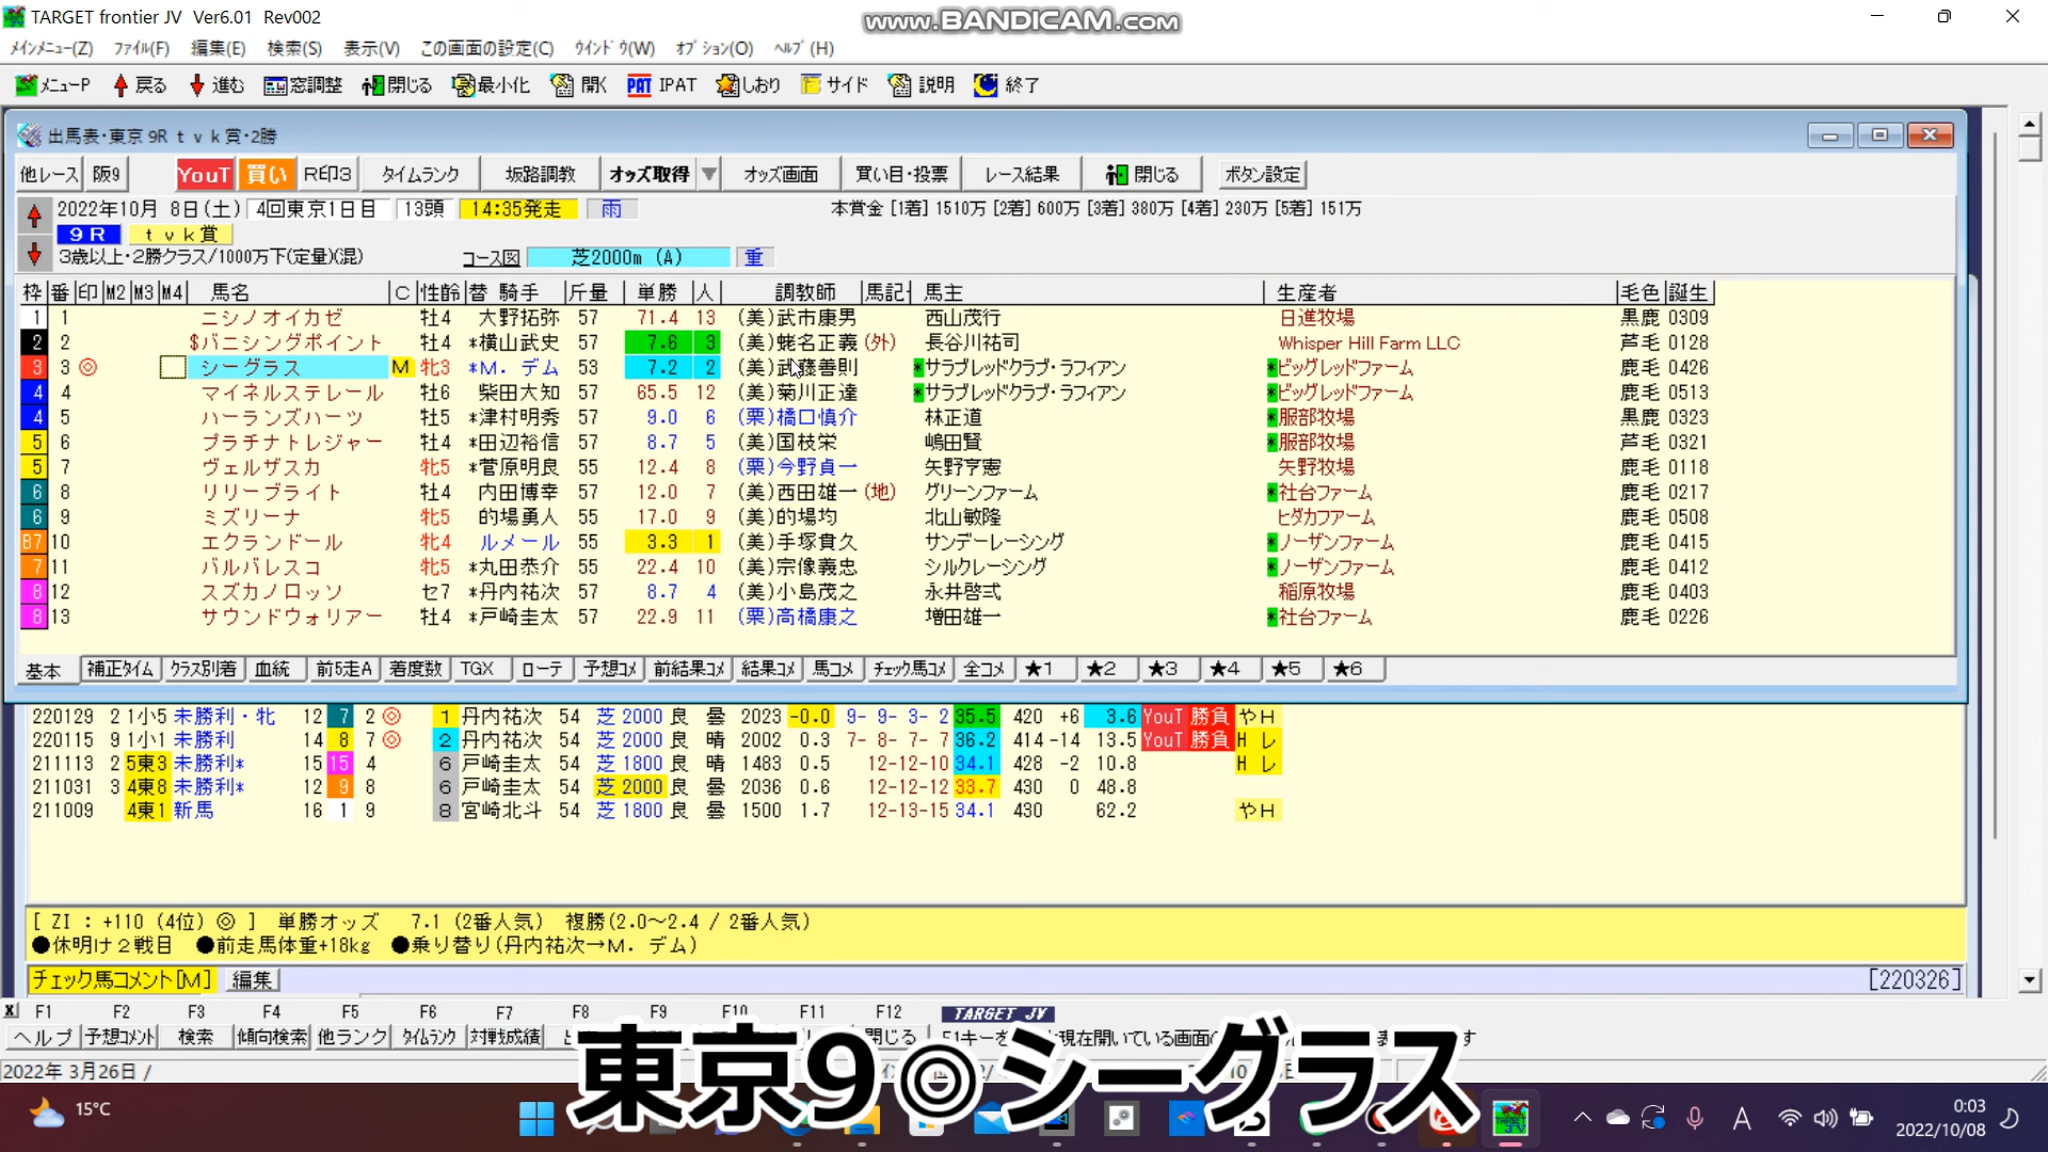 TARGET frontier JV Ver6.01 Rev002
www.BANDICAM.com
ﾒｲﾝﾒﾆｭｰ(Z) ﾌｧｲﾙ(F) 編集(E) 検索(S) 表示(V) この画面の設定(C) ｳｲﾝﾄﾞｳ(W) ｵﾌﾟｼｮﾝ(O) ﾍﾙﾌﾟ(H)
ﾒﾆｭｰP 戻る 進む 窓調整 閉じる 最小化 開く PAT IPAT しおり サイド 説明 終了
出馬表・東京 9R ｔｖｋ賞・2勝
他レース 阪9 YouT 買い R印3 タイムランク 坂路調教 オッズ取得 オッズ画面 買い目・投票 レース結果 閉じる ボタン設定
2022年10月 8日(土) 4回東京1日目 13頭 14:35発走 雨 本賞金 [1着] 1510万 [2着] 600万 [3着] 380万 [4着] 230万 [5着] 151万
９Ｒ ｔｖｋ賞
３歳以上・２勝クラス/1000万下(定量)(混) コース図 芝2000m (A) 重
枠 番 印 M2 M3 M4 馬名 C 性齢 替 騎手 斤量 単勝 人 調教師 馬記 馬主 生産者 毛色 誕生
1 1 ニシノオイカゼ 牡4 大野拓弥 57 71.4 13 (美)武市康男 西山茂行 日進牧場 黒鹿 0309
2 2 $バニシングポイント 牡4 *横山武史 57 7.6 3 (美)蛯名正義 (外) 長谷川祐司 Whisper Hill Farm LLC 芦毛 0128
3 3 ◎ シーグラス M 牝3 *M．デム 53 7.2 2 (美)武藤善則 *サラブレッドクラブ・ラフィアン *ビッグレッドファーム 鹿毛 0426
4 4 マイネルステレール 牡6 柴田大知 57 65.5 12 (美)菊川正達 *サラブレッドクラブ・ラフィアン *ビッグレッドファーム 鹿毛 0513
4 5 ハーランズハーツ 牡5 *津村明秀 57 9.0 6 (栗)橋口慎介 林正道 *服部牧場 黒鹿 0323
5 6 プラチナトレジャー 牡4 *田辺裕信 57 8.7 5 (美)国枝栄 嶋田賢 *服部牧場 芦毛 0321
5 7 ヴェルザスカ 牝5 *菅原明良 55 12.4 8 (栗)今野貞一 矢野亨憲 矢野牧場 鹿毛 0118
6 8 リリーブライト 牡4 内田博幸 57 12.0 7 (美)西田雄一 (地) グリーンファーム *社台ファーム 鹿毛 0217
6 9 ミズリーナ 牝5 的場勇人 55 17.0 9 (美)的場均 北山敏隆 ヒダカファーム 鹿毛 0508
B7 10 エクランドール 牝4 ルメール 55 3.3 1 (美)手塚貴久 サンデーレーシング *ノーザンファーム 鹿毛 0415
7 11 バルバレスコ 牝5 *丸田恭介 55 22.4 10 (美)宗像義忠 シルクレーシング *ノーザンファーム 鹿毛 0412
8 12 スズカノロッソ セ7 *丹内祐次 57 8.7 4 (美)小島茂之 永井啓弍 稲原牧場 鹿毛 0403
8 13 サウンドウォリアー 牡4 *戸崎圭太 57 22.9 11 (栗)高橋康之 増田雄一 *社台ファーム 鹿毛 0226
基本 補正ﾀｲﾑ ｸﾗｽ別着 血統 前5走A 着度数 TGX ローテ 予想ｺﾒ 前結果ｺﾒ 結果ｺﾒ 馬コメ ﾁｪｯｸ馬ｺﾒ 全コメ ★1 ★2 ★3 ★4 ★5 ★6
220129 2 1小5 未勝利・牝 12 7 2 ◎ 1 丹内祐次 54 芝 2000 良 曇 2023 -0.0 9- 9- 3- 2 35.5 420 +6 3.6 YouT 勝負 やH
220115 9 1小1 未勝利 14 8 7 ◎ 2 丹内祐次 54 芝 2000 良 晴 2002 0.3 7- 8- 7- 7 36.2 414 -14 13.5 YouT 勝負 H レ
211113 2 5東3 未勝利* 15 15 4 6 戸崎圭太 54 芝 1800 良 晴 1483 0.5 12-12-10 34.1 428 -2 10.8 H レ
211031 3 4東8 未勝利* 12 9 8 6 戸崎圭太 54 芝 2000 良 曇 2036 0.6 12-12-12 33.7 430 0 48.8
211009 4東1 新馬 16 1 9 8 宮崎北斗 54 芝 1800 良 曇 1500 1.7 12-13-15 34.1 430 62.2 やH
[ ZI : +110 (4位) ◎ ] 単勝オッズ 7.1 (2番人気) 複勝(2.0～2.4 / 2番人気)
●休明け２戦目 ●前走馬体重+18kg ●乗り替り(丹内祐次→M．デム)
チェック馬コメント[M] 編集 [220326]
X F1 F2 F3 F4 F5 F6 F7 F8 F9 F10 F11 F12 TARGET JV
ヘルプ 予想ｺﾒﾝﾄ 検索 傾向検索 他ランク ﾀｲﾑﾗﾝｸ 対戦成績 閉じる F1キーを 現在開いている画面の
2022年 3月26日 /
東京9◎シーグラス
15°C
A
0:03
2022/10/08